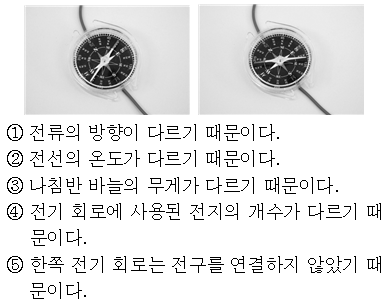 ① 전류의 방향이 다르기 때문이다.
② 전선의 온도가 다르기 때문이다.
③ 나침반 바늘의 무게가 다르기 때문이다.
④ 전기 회로에 사용된 전지의 개수가 다르기 때
문이다.
⑤ 한쪽 전기 회로는 전구를 연결하지 않았기 때
문이다.